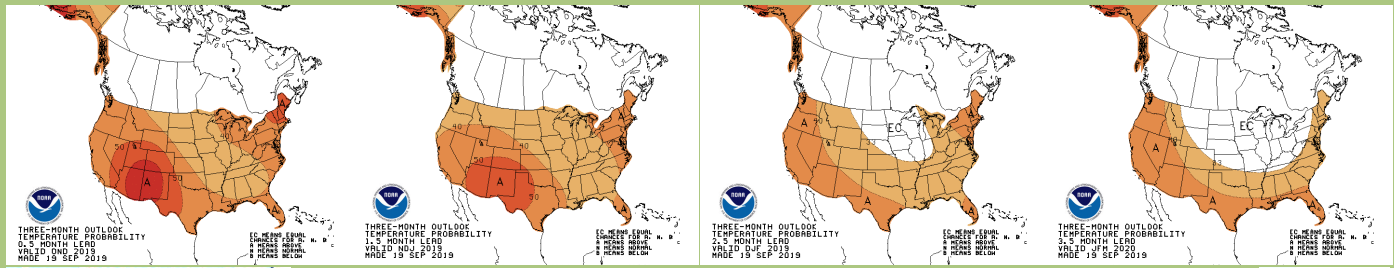 A
50
40
A
50
A
NOAA
THREE-MONTH OUTLOOK
TEMPERATURE PROBABILITY
0.5 MONTH LEAD
VALID OND 2019
MADE 19 SEP 2019
EC MEANS EQUAL
CHANCES FOR A, N, B
A MEANS ABOVE
N MEANS NORMAL
B MEANS BELOW
A
40
40
50
A
50
A
NOAA
THREE-MONTH OUTLOOK
TEMPERATURE PROBABILITY
1.5 MONTH LEAD
VALID NDJ 2019
MADE 19 SEP 2019
EC MEANS EQUAL
CHANCES FOR A, N, B
A MEANS ABOVE
N MEANS NORMAL
B MEANS BELOW
A
40
EC
A
33
A
A
NOAA
THREE-MONTH OUTLOOK
TEMPERATURE PROBABILITY
2.5 MONTH LEAD
VALID DJF 2019
MADE 19 SEP 2019
EC MEANS EQUAL
CHANCES FOR A, N, B
A MEANS ABOVE
N MEANS NORMAL
B MEANS BELOW
A
EC
A
33
A
A
NOAA
THREE-MONTH OUTLOOK
TEMPERATURE PROBABILITY
3.5 MONTH LEAD
VALID JFM 2020
MADE 19 SEP 2019
EC MEANS EQUAL
CHANCES FOR A, N, B
A MEANS ABOVE
N MEANS NORMAL
B MEANS BELOW